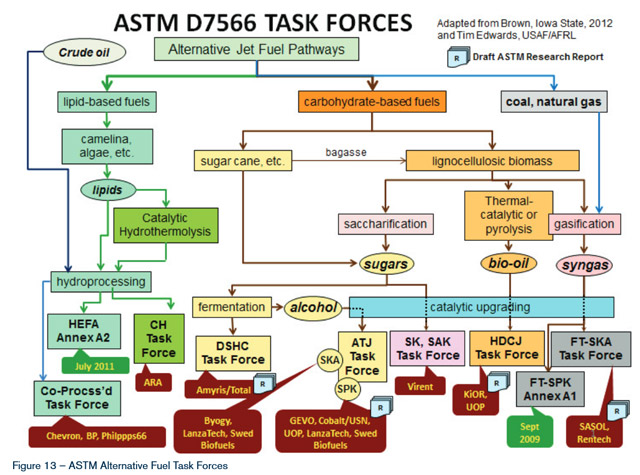 ASTM D7566 TASK FORCES
Adapted from Brown, Iowa State, 2012
and Tim Edwards, USAF/AFRL
R
Draft ASTM Research Report
Crude oil
Alternative Jet Fuel Pathways
lipid-based fuels
carbohydrate-based fuels
coal, natural gas
camelina,
algae, etc.
sugar cane, etc.
bagasse
lignocellulosic biomass
lipids
Catalytic
Hydrothermolysis
saccharification
Thermal-
catalytic or
pyrolysis
gasification
sugars
bio-oil
syngas
hydroprocessing
fermentation
alcohol
catalytic upgrading
HEFA
Annex A2
CH
Task
Force
DSHC
Task Force
ATJ
Task
Force
SKA
SPK
SK, SAK
Task Force
HDCJ
Task Force
FT-SKA
Task Force
July 2011
ARA
Amyris/Total
R
Virent
KiOR,
UOP
R
FT-SPK
Annex A1
Co-Procss'd
Task Force
Byogy,
LanzaTech, Swed
Biofuels
GEVO, Cobalt/USN,
UOP, LanzaTech, Swed
Biofuels
R
Sept
2009
SASOL,
Rentech
R
Chevron, BP, Philppps66
Figure 13 – ASTM Alternative Fuel Task Forces